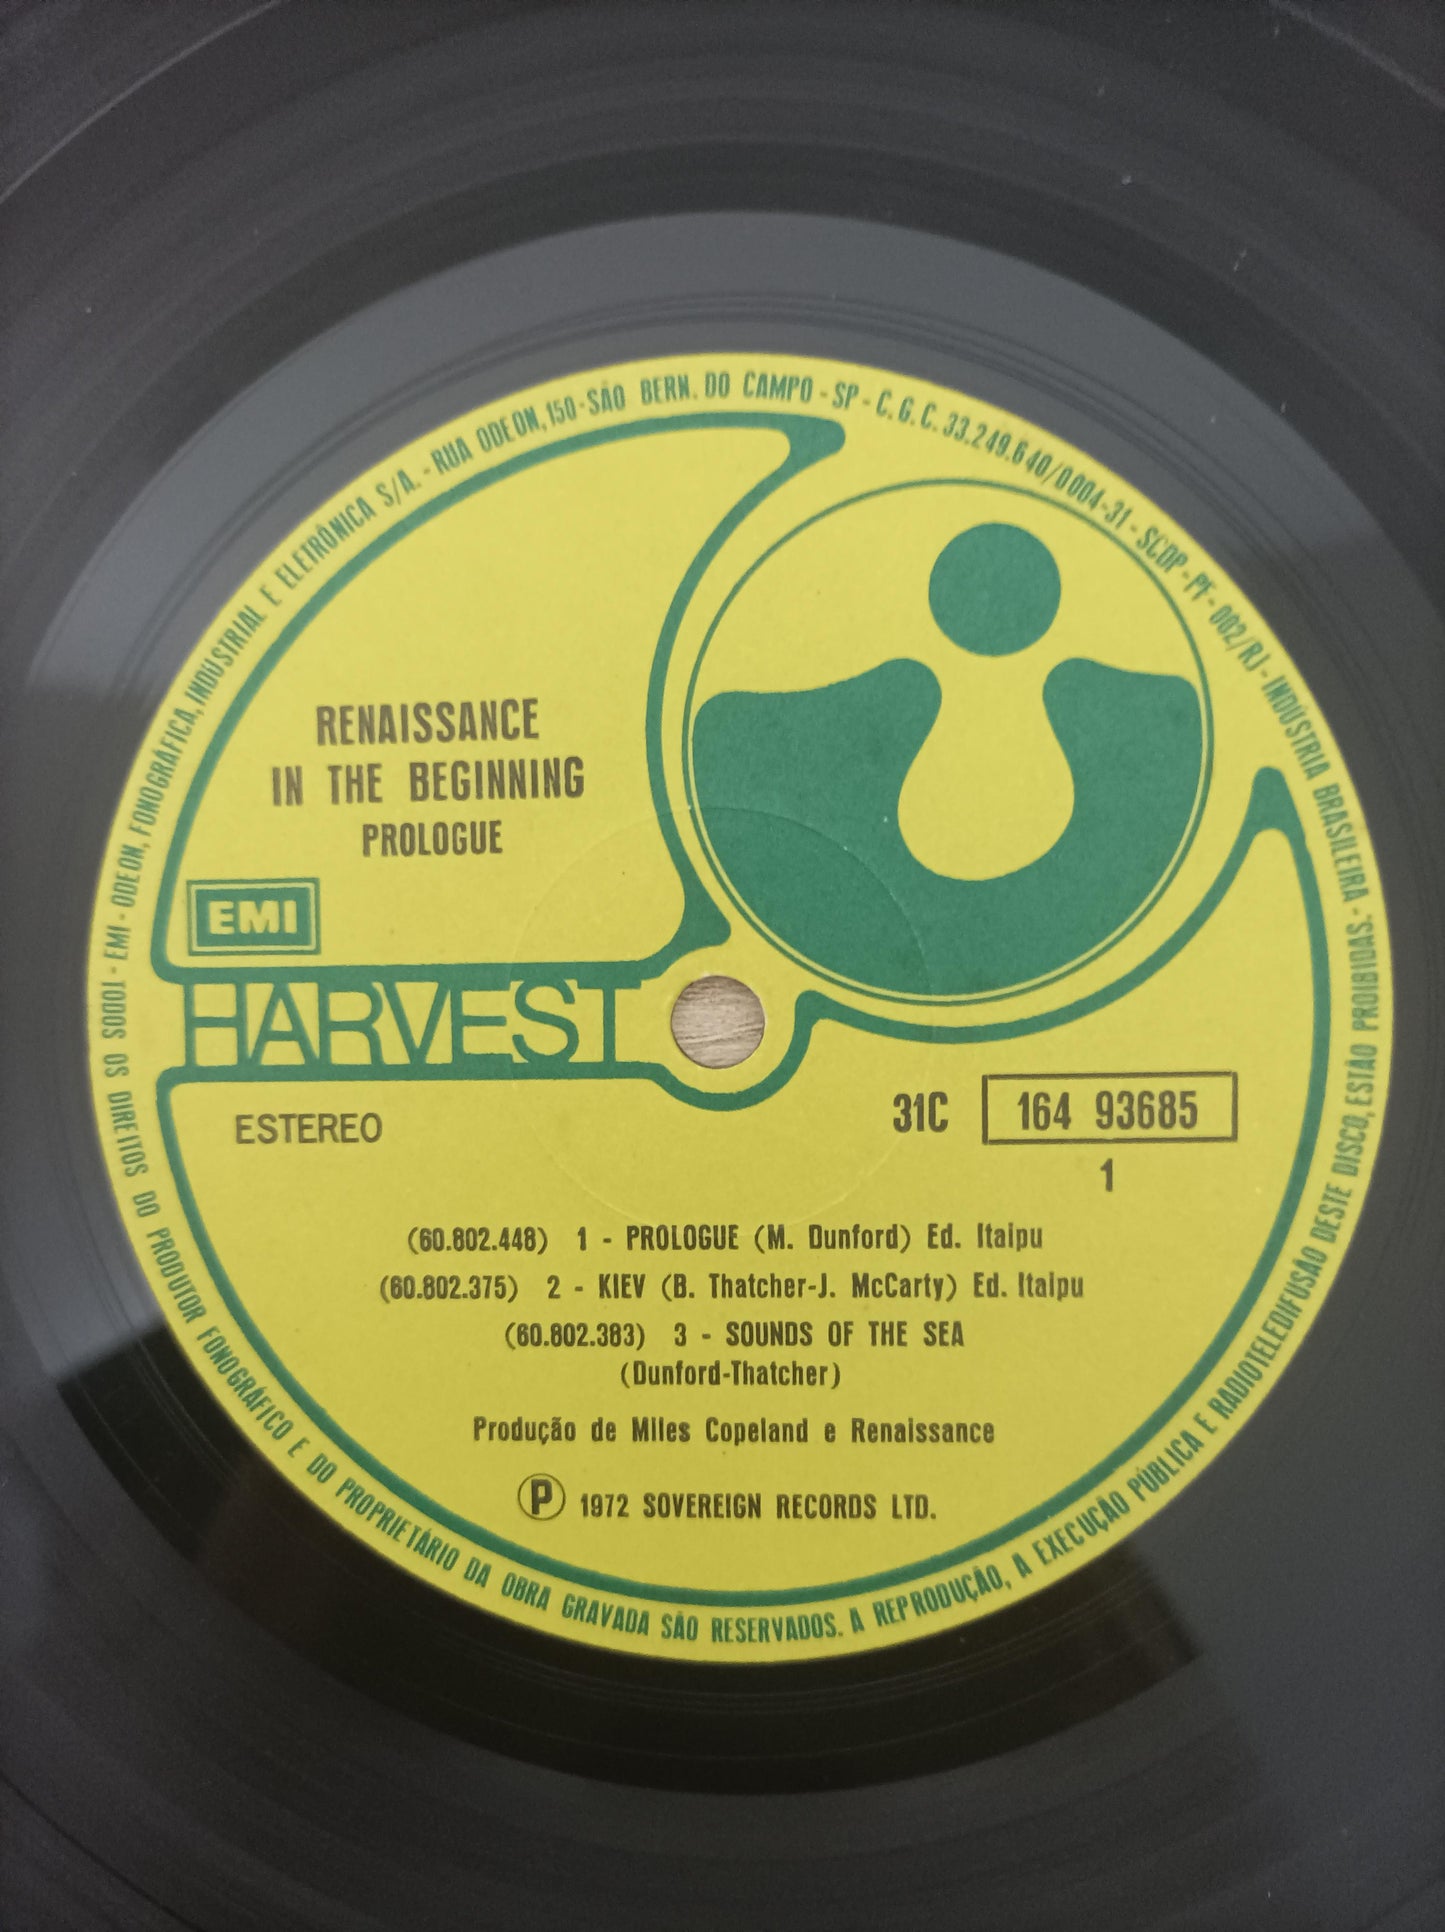 RENAISSANCE
IN THE BEGINNING
PROLOGUE
EMI
HARVEST
ESTEREO
31C 164 93685
1
(60.802.448) 1 - PROLOGUE (M. Dunford) Ed. Itaipu
(60.802.375) 2 - KIEV (B. Thatcher-J. McCarty) Ed. Itaipu
(60.802.383) 3 - SOUNDS OF THE SEA
(Dunford-Thatcher)
Produção de Miles Copeland e Renaissance
Ⓟ 1972 SOVEREIGN RECORDS LTD.
EMI - ODEON, FONOGRÁFICA, INDUSTRIAL E ELETRÔNICA S/A. - RUA ODEON, 150 - SÃO BERN. DO CAMPO - SP - C.G.C. 33.249.640/0004-31 - SCDP - PF - 002/RJ - INDÚSTRIA BRASILEIRA - TODOS OS DIREITOS DO PRODUTOR FONOGRÁFICO E DO PROPRIETÁRIO DA OBRA GRAVADA SÃO RESERVADOS. A REPRODUÇÃO, A EXECUÇÃO PÚBLICA E RADIOTELEDIFUSÃO DESTE DISCO, ESTÃO PROIBIDAS.